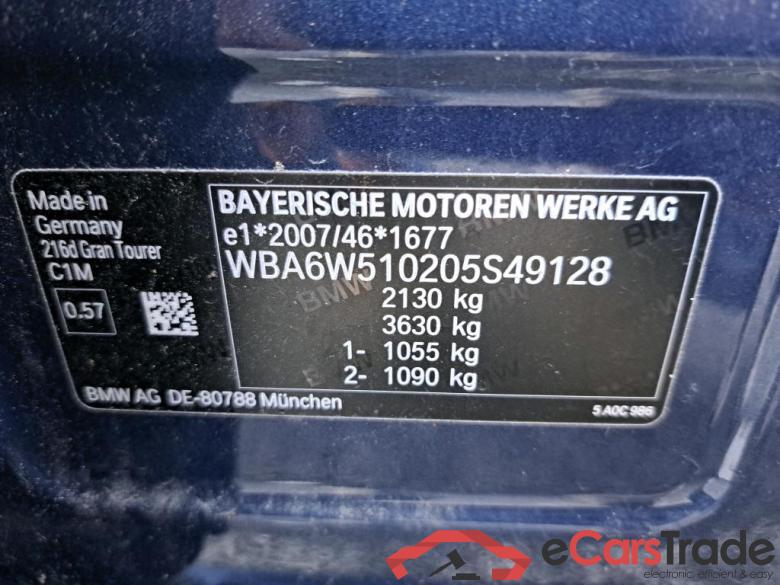 Made in
Germany
216d Gran Tourer
C1M
0.57
BAYERISCHE MOTOREN WERKE AG
e1*2007/46*1677
WBA6W510205S49128
2130 kg
3630 kg
1- 1055 kg
2- 1090 kg
BMW AG DE-80788 München
5 A0C 986
eCarsTrade
electronic, efficient & easy